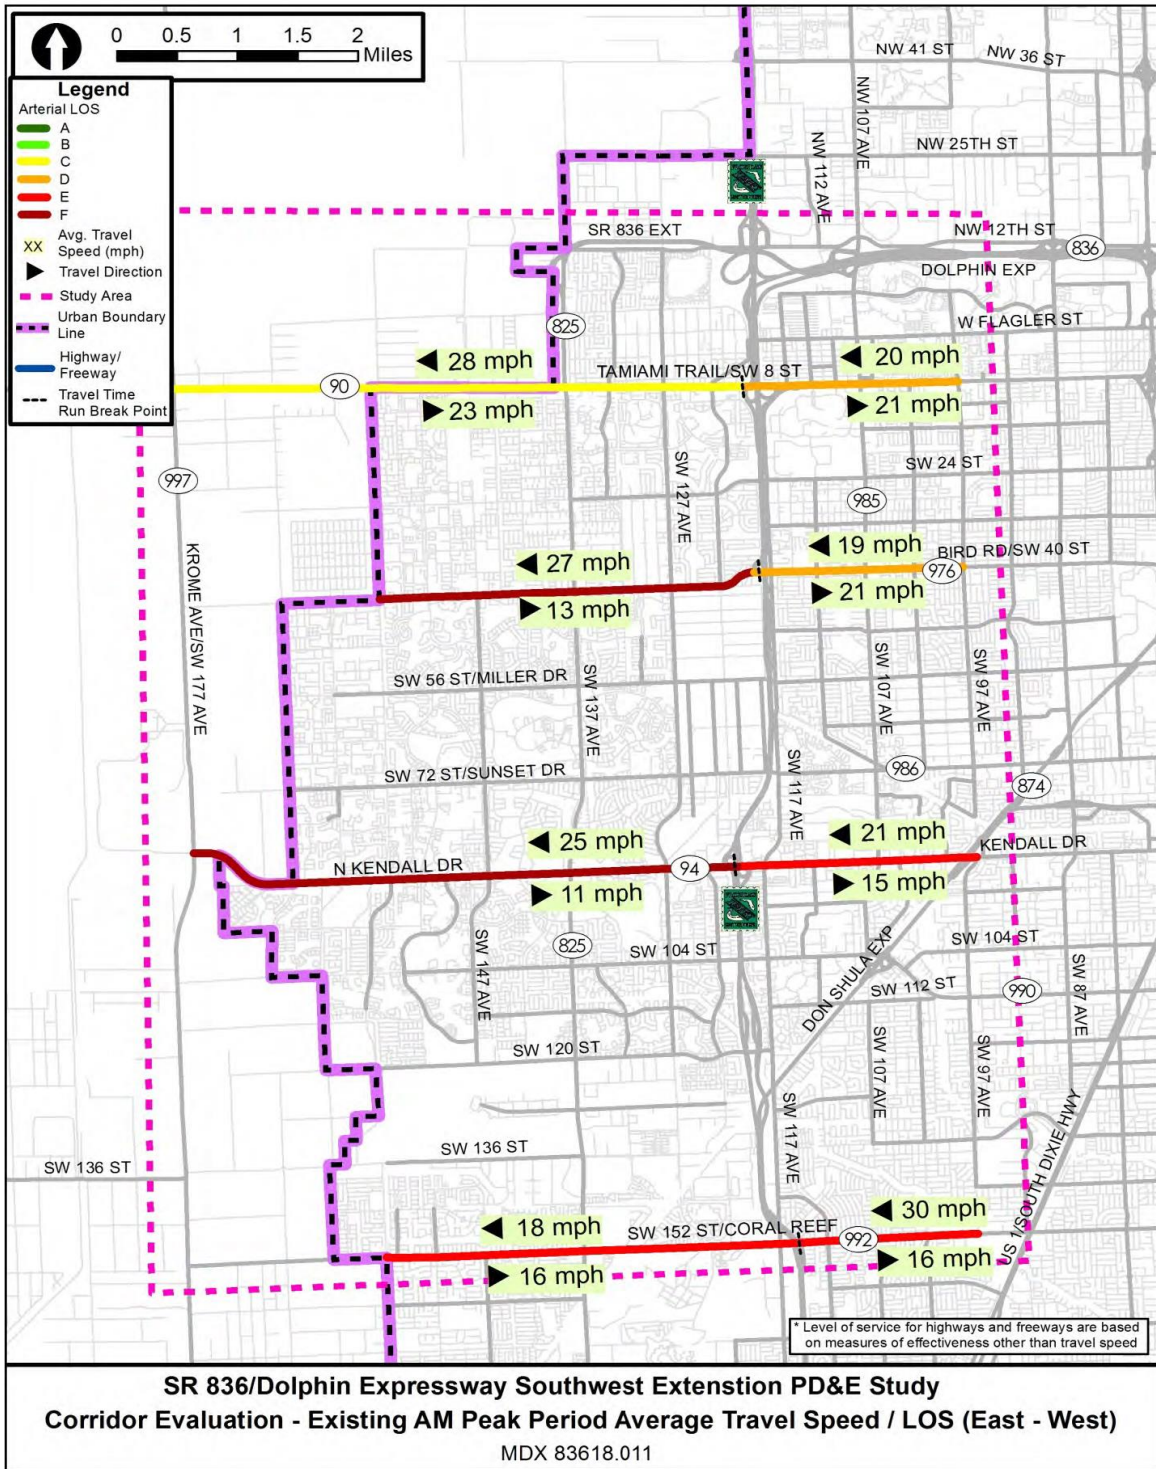 0 0.5 1 1.5 2
Miles
Legend
Arterial LOS
A
B
C
D
E
F
XX Avg. Travel
Speed (mph)
Travel Direction
Study Area
Urban Boundary
Line
Highway/
Freeway
Travel Time
Run Break Point
NW 41 ST
NW 36 ST
NW 107 AVE
NW 25TH ST
NW 112 AVE
SR 836 EXT
NW 12TH ST
836
DOLPHIN EXP
825
W FLAGLER ST
28 mph
20 mph
TAMIAMI TRAIL/SW 8 ST
90
23 mph
21 mph
SW 24 ST
997
SW 127 AVE
985
19 mph
BIRD RD/SW 40 ST
27 mph
976
13 mph
21 mph
KROME AVE/SW 177 AVE
SW 56 ST/MILLER DR
SW 137 AVE
SW 107 AVE
SW 97 AVE
SW 72 ST/SUNSET DR
986
SW 117 AVE
874
25 mph
21 mph
KENDALL DR
N KENDALL DR
94
11 mph
15 mph
825
SW 147 AVE
SW 104 ST
DON SHULA EXP
SW 104 ST
SW 112 ST
990
SW 87 AVE
SW 120 ST
SW 107 AVE
SW 97 AVE
SW 117 AVE
SW 136 ST
SW 136 ST
US 1/SOUTH DIXIE HWY
30 mph
18 mph
SW 152 ST/CORAL REEF
992
16 mph
16 mph
* Level of service for highways and freeways are based
on measures of effectiveness other than travel speed
SR 836/Dolphin Expressway Southwest Extenstion PD&E Study
Corridor Evaluation - Existing AM Peak Period Average Travel Speed / LOS (East - West)
MDX 83618.011